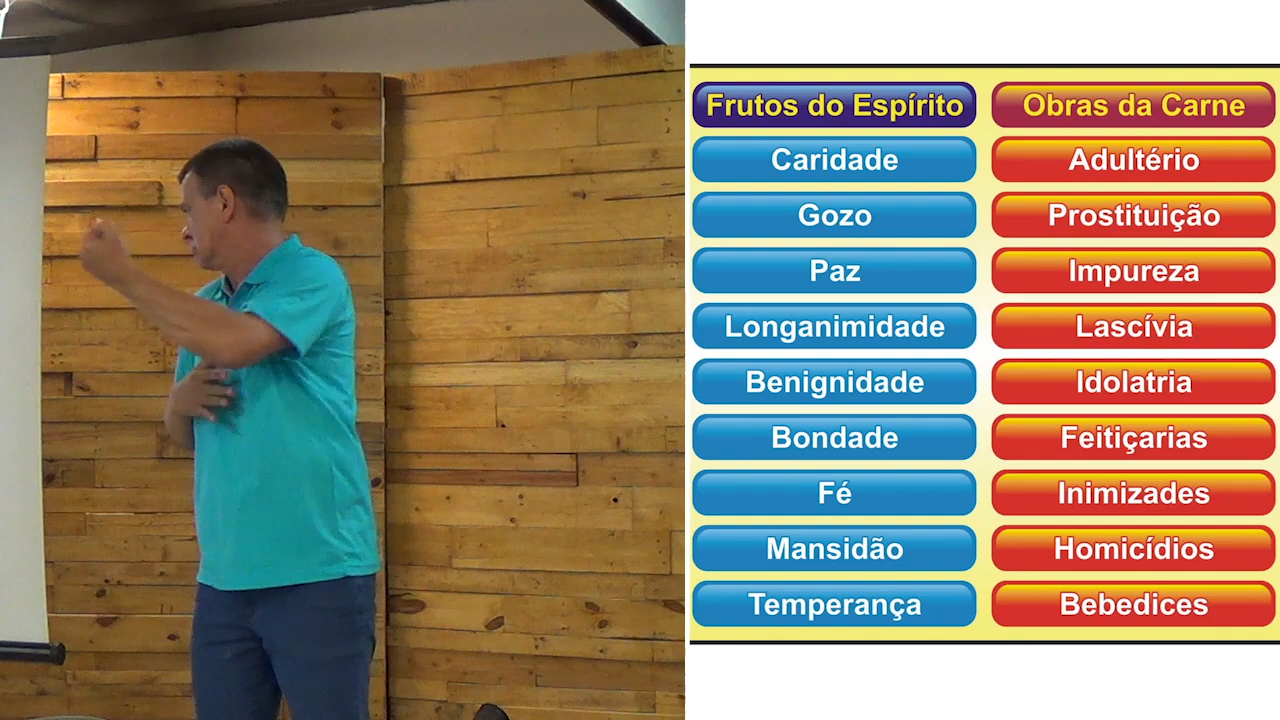 Frutos do Espírito
Obras da Carne
Caridade
Adultério
Gozo
Prostituição
Paz
Impureza
Longanimidade
Lascívia
Benignidade
Idolatria
Bondade
Feitiçarias
Fé
Inimizades
Mansidão
Homicídios
Temperança
Bebedices